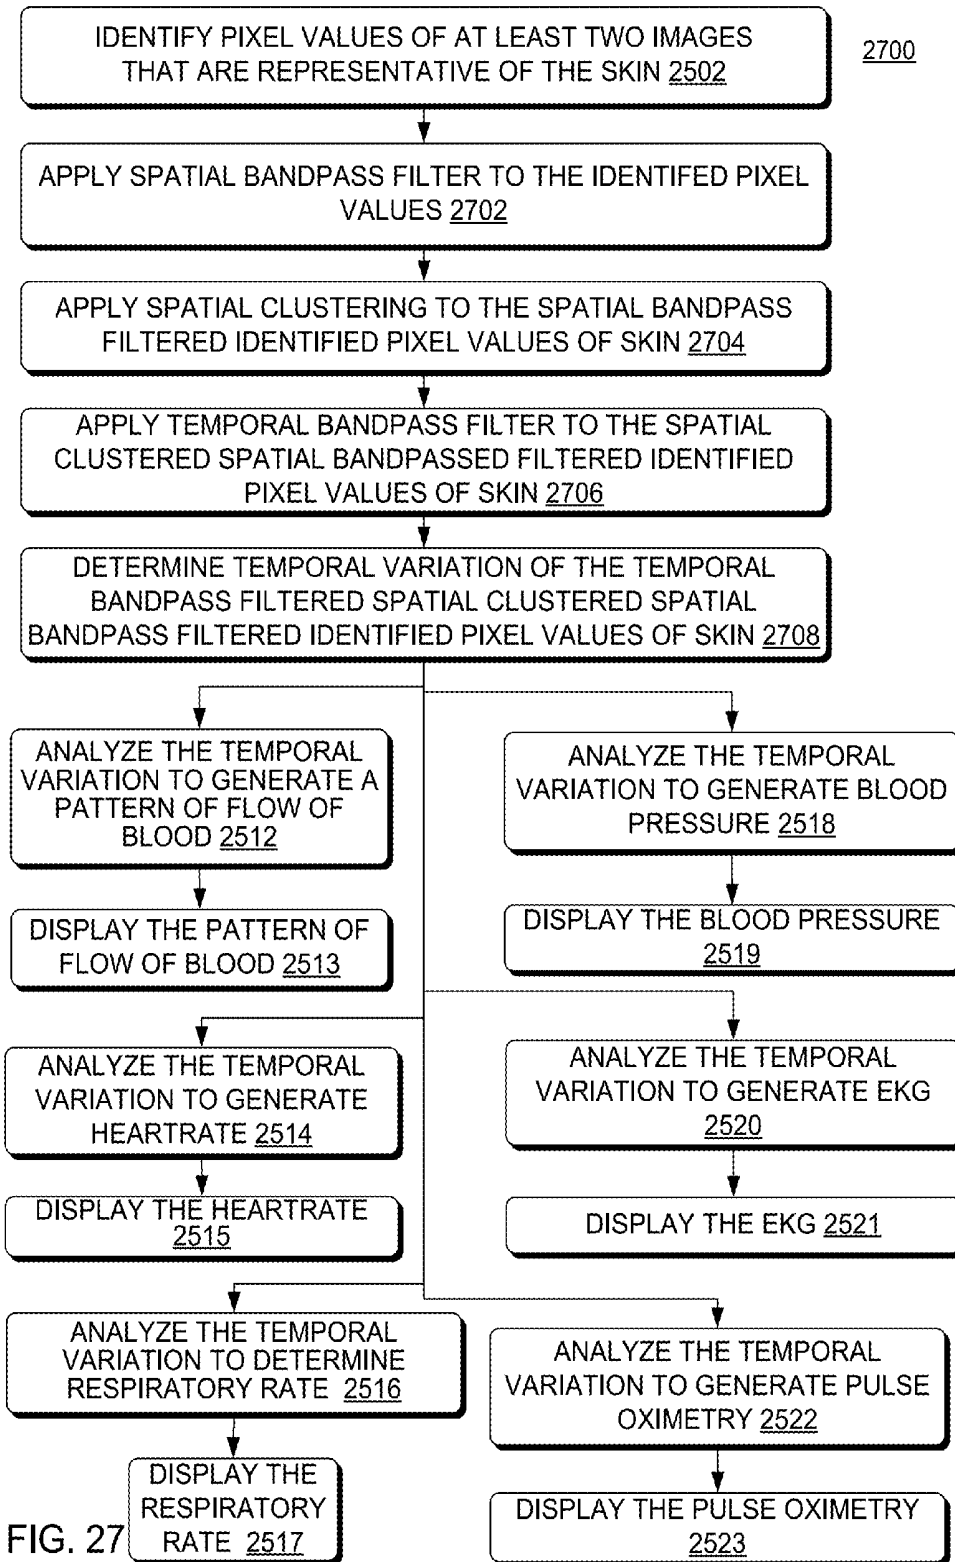 IDENTIFY PIXEL VALUES OF AT LEAST TWO IMAGES
THAT ARE REPRESENTATIVE OF THE SKIN 2502
2700
APPLY SPATIAL BANDPASS FILTER TO THE IDENTIFED PIXEL
VALUES 2702
APPLY SPATIAL CLUSTERING TO THE SPATIAL BANDPASS
FILTERED IDENTIFIED PIXEL VALUES OF SKIN 2704
APPLY TEMPORAL BANDPASS FILTER TO THE SPATIAL
CLUSTERED SPATIAL BANDPASSED FILTERED IDENTIFIED
PIXEL VALUES OF SKIN 2706
DETERMINE TEMPORAL VARIATION OF THE TEMPORAL
BANDPASS FILTERED SPATIAL CLUSTERED SPATIAL
BANDPASS FILTERED IDENTIFIED PIXEL VALUES OF SKIN 2708
ANALYZE THE TEMPORAL
VARIATION TO GENERATE A
PATTERN OF FLOW OF
BLOOD 2512
DISPLAY THE PATTERN OF
FLOW OF BLOOD 2513
ANALYZE THE TEMPORAL
VARIATION TO GENERATE BLOOD
PRESSURE 2518
DISPLAY THE BLOOD PRESSURE
2519
ANALYZE THE TEMPORAL
VARIATION TO GENERATE
HEARTRATE 2514
DISPLAY THE HEARTRATE
2515
ANALYZE THE TEMPORAL
VARIATION TO GENERATE EKG
2520
DISPLAY THE EKG 2521
ANALYZE THE TEMPORAL
VARIATION TO DETERMINE
RESPIRATORY RATE 2516
DISPLAY THE
RESPIRATORY
RATE 2517
ANALYZE THE TEMPORAL
VARIATION TO GENERATE PULSE
OXIMETRY 2522
DISPLAY THE PULSE OXIMETRY
2523
FIG. 27